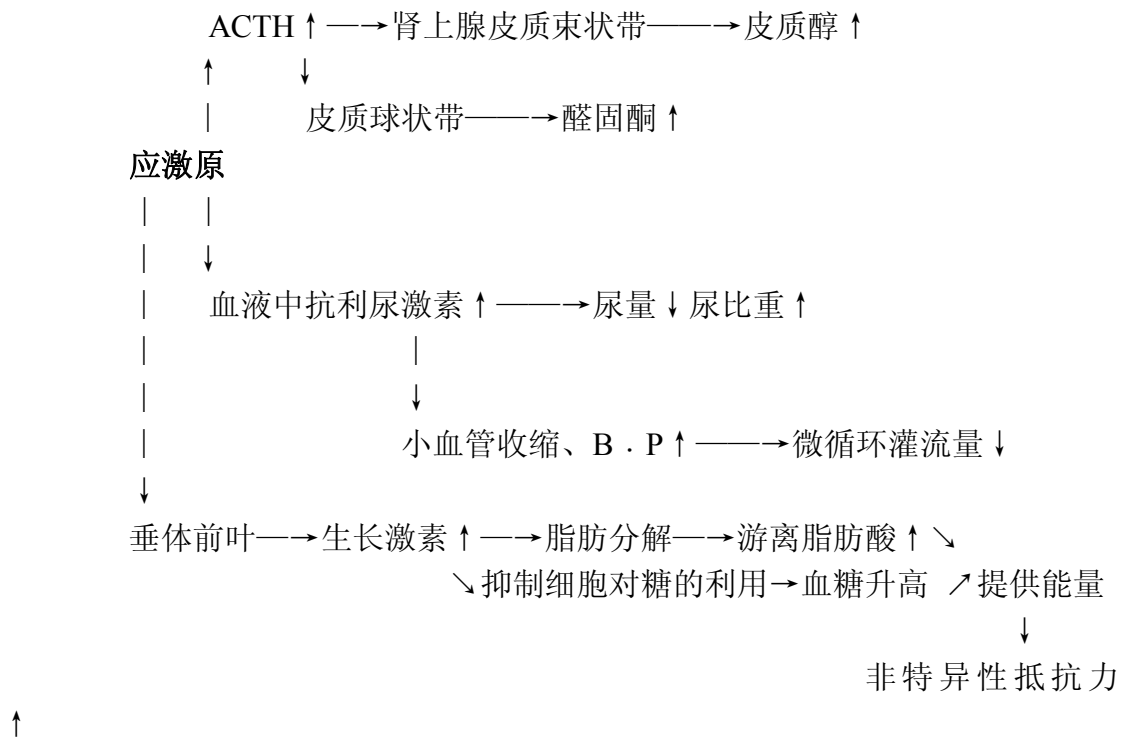 ACTH↑—→肾上腺皮质束状带——→皮质醇↑
↑ ↓
| 皮质球状带——→醛固酮↑
应激原
| |
| ↓
| 血液中抗利尿激素↑——→尿量↓尿比重↑
| |
| ↓
| 小血管收缩、B．P↑——→微循环灌流量↓
↓
垂体前叶—→生长激素↑—→脂肪分解—→游离脂肪酸↑↘
↘抑制细胞对糖的利用→血糖升高 ↗提供能量
↓
非特异性抵抗力
↑